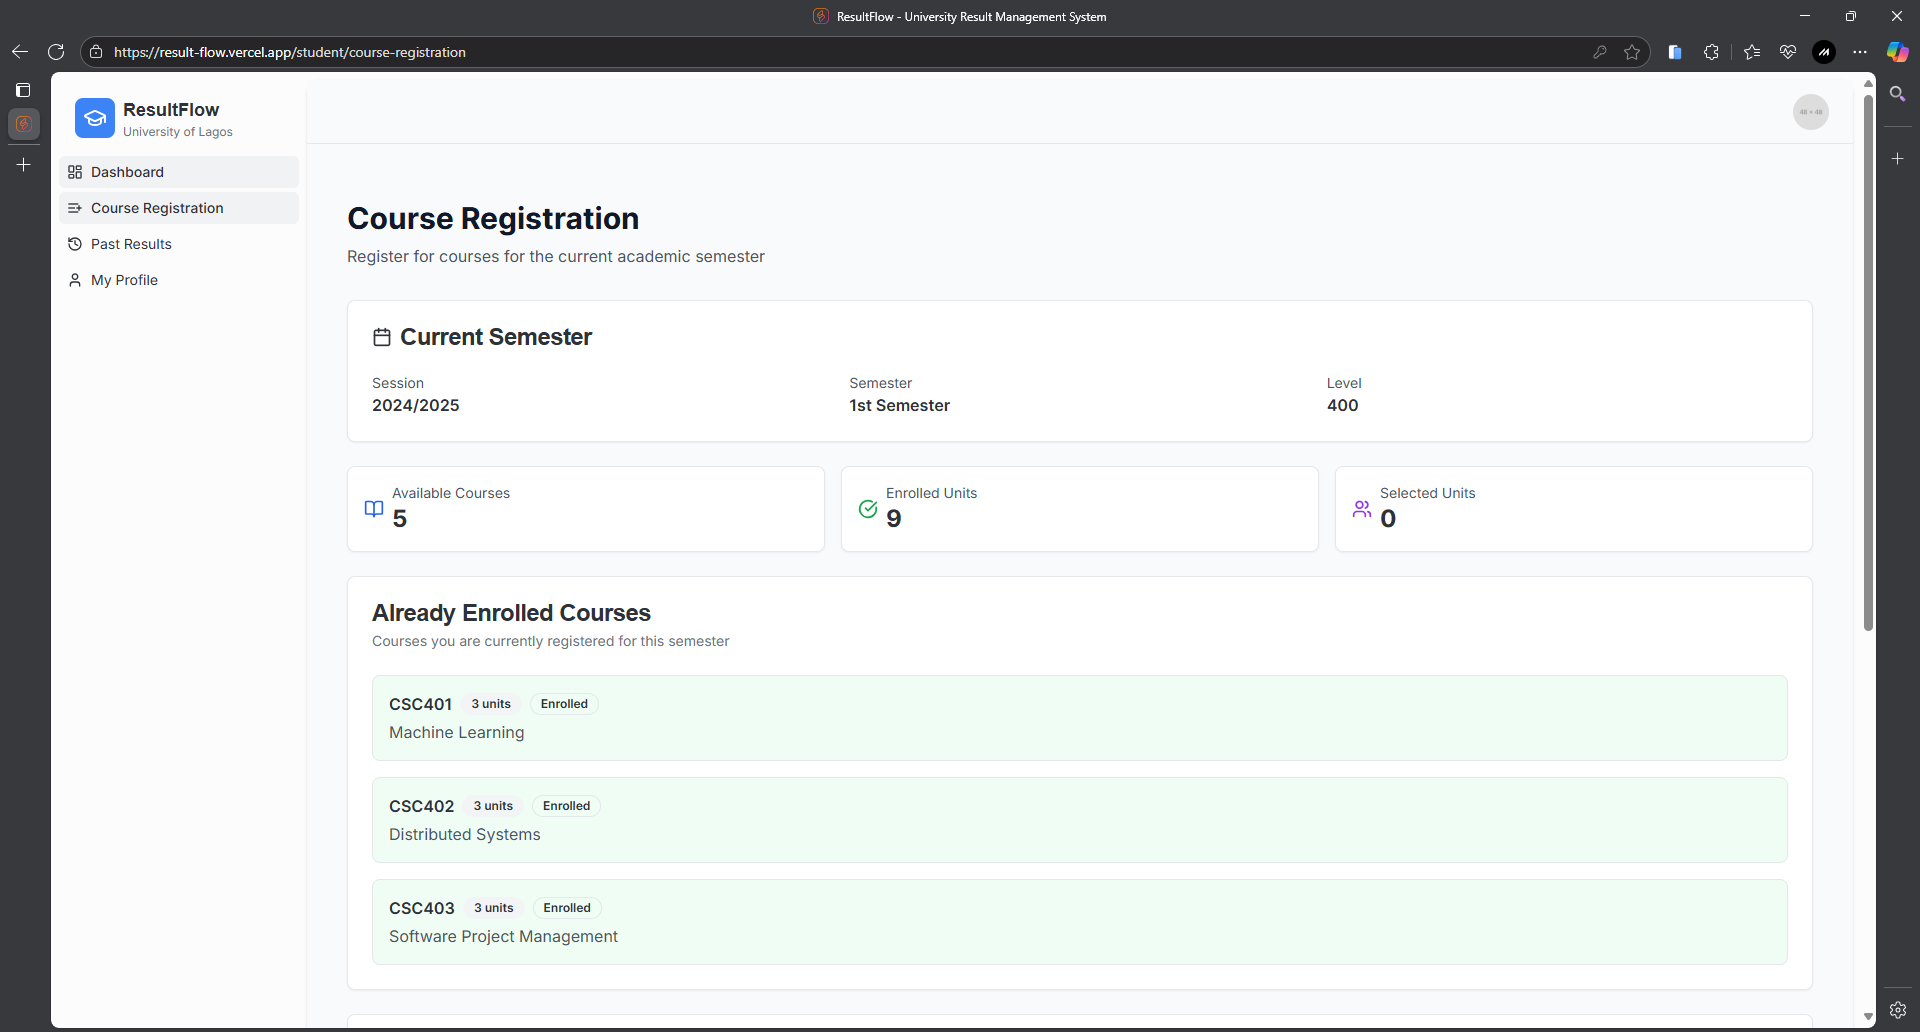 ResultFlow - University Result Management System
https://result-flow.vercel.app/student/course-registration
ResultFlow
University of Lagos
Dashboard
Course Registration
Past Results
My Profile
Course Registration
Register for courses for the current academic semester
Current Semester
Session
2024/2025
Semester
1st Semester
Level
400
Available Courses
5
Enrolled Units
9
Selected Units
0
Already Enrolled Courses
Courses you are currently registered for this semester
CSC401 3 units Enrolled
Machine Learning
CSC402 3 units Enrolled
Distributed Systems
CSC403 3 units Enrolled
Software Project Management